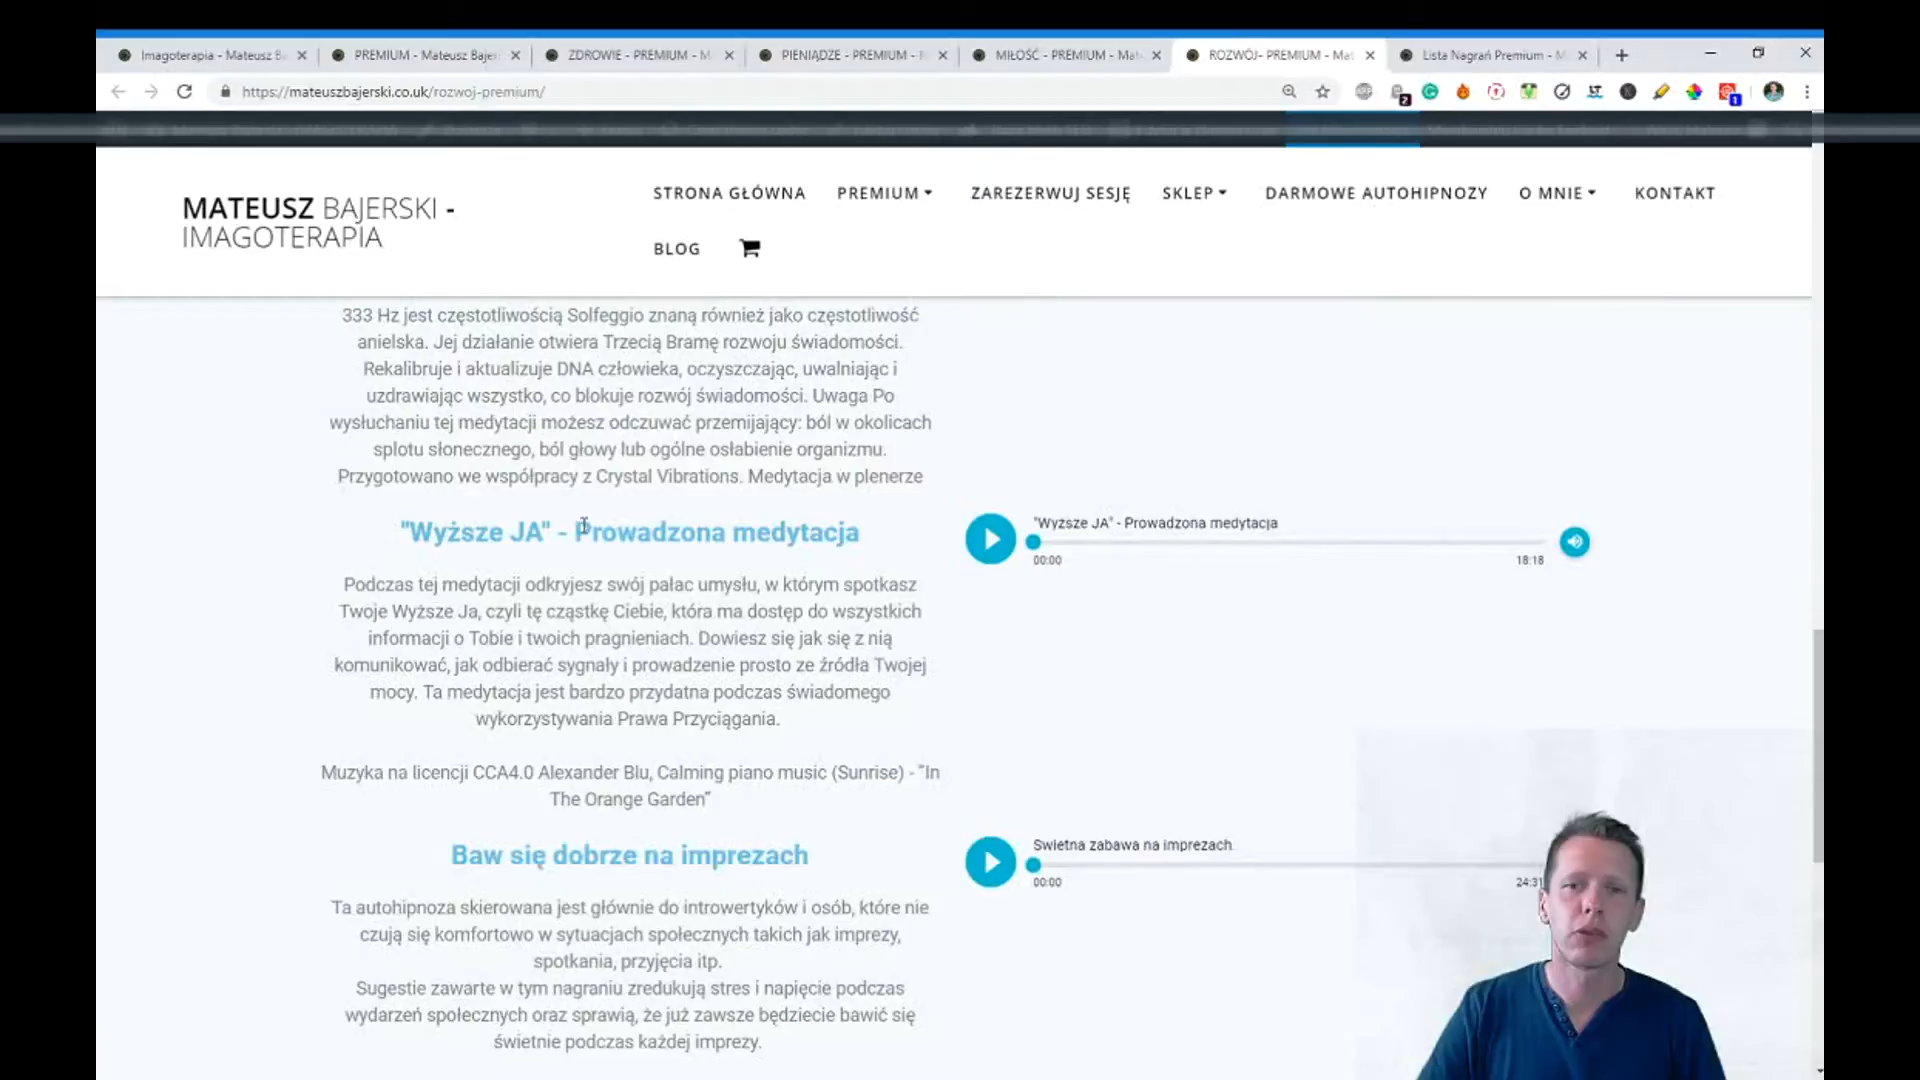 Imagoterapia - Mateusz B
PREMIUM - Mateusz Bajer
ZDROWIE - PREMIUM - M
PIENIĄDZE - PREMIUM -
MIŁOŚĆ - PREMIUM - Mat
ROZWÓJ- PREMIUM - Mat
Lista Nagrań Premium - M
https://mateuszbajerski.co.uk/rozwoj-premium/
MATEUSZ BAJERSKI -
IMAGOTERAPIA
STRONA GŁÓWNA
PREMIUM
ZAREZERWUJ SESJĘ
SKLEP
DARMOWE AUTOHIPNOZY
O MNIE
KONTAKT
BLOG
333 Hz jest częstotliwością Solfeggio znaną również jako częstotliwość
anielska. Jej działanie otwiera Trzecią Bramę rozwoju świadomości.
Rekalibruje i aktualizuje DNA człowieka, oczyszczając, uwalniając i
uzdrawiając wszystko, co blokuje rozwój świadomości. Uwaga Po
wysłuchaniu tej medytacji możesz odczuwać przemijający: ból w okolicach
splotu słonecznego, ból głowy lub ogólne osłabienie organizmu.
Przygotowano we współpracy z Crystal Vibrations. Medytacja w plenerze
"Wyższe JA" - Prowadzona medytacja
Podczas tej medytacji odkryjesz swój pałac umysłu, w którym spotkasz
Twoje Wyższe Ja, czyli tę cząstkę Ciebie, która ma dostęp do wszystkich
informacji o Tobie i twoich pragnieniach. Dowiesz się jak się z nią
komunikować, jak odbierać sygnały i prowadzenie prosto ze źródła Twojej
mocy. Ta medytacja jest bardzo przydatna podczas świadomego
wykorzystywania Prawa Przyciągania.
Muzyka na licencji CCA4.0 Alexander Blu, Calming piano music (Sunrise) - "In
The Orange Garden"
"Wyższe JA" - Prowadzona medytacja
00:00
18:18
Baw się dobrze na imprezach
Ta autohipnoza skierowana jest głównie do introwertyków i osób, które nie
czują się komfortowo w sytuacjach społecznych takich jak imprezy,
spotkania, przyjęcia itp.
Sugestie zawarte w tym nagraniu zredukują stres i napięcie podczas
wydarzeń społecznych oraz sprawią, że już zawsze będziecie bawić się
świetnie podczas każdej imprezy.
Swietna zabawa na imprezach
00:00
24:31